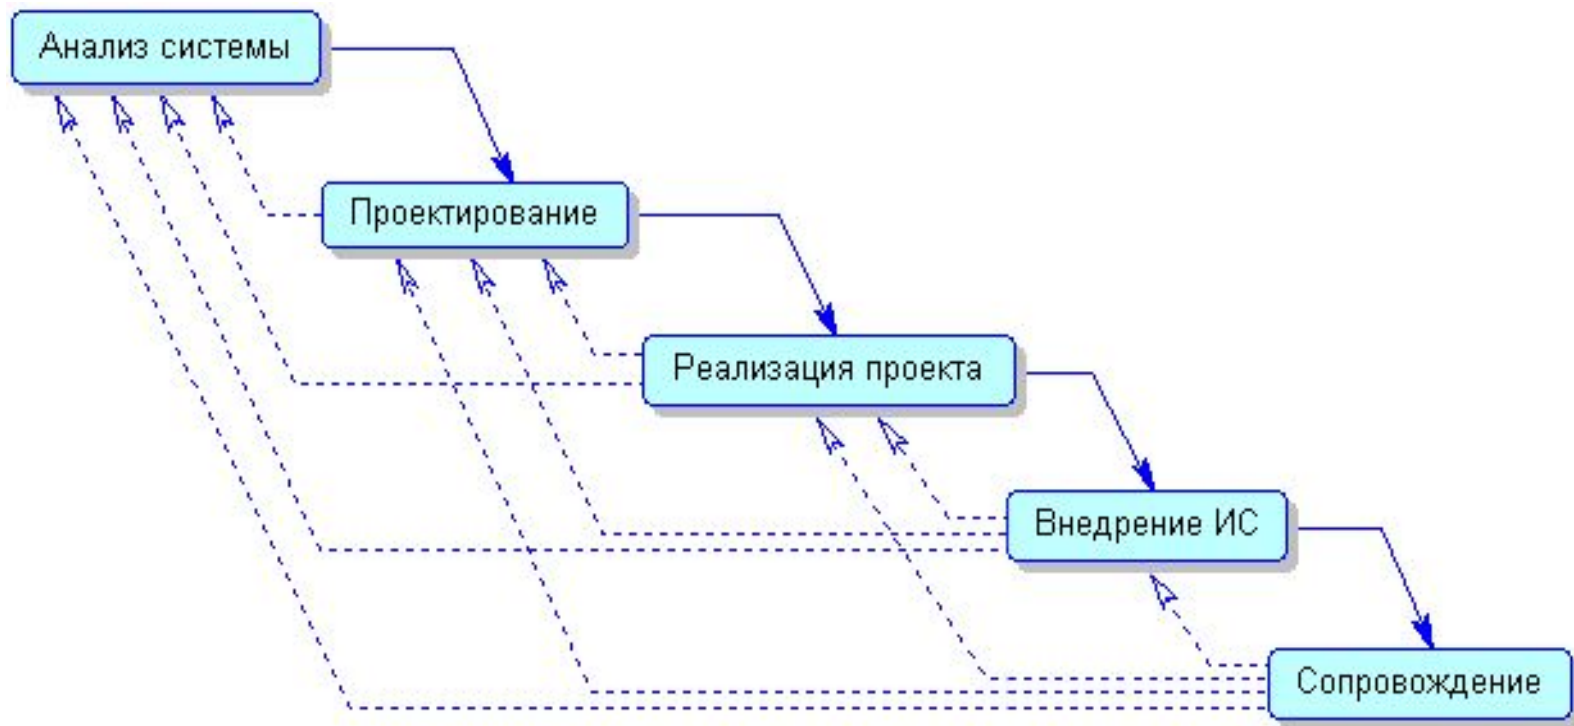 Анализ системы
Проектирование
Реализация проекта
Внедрение ИС
Сопровождение